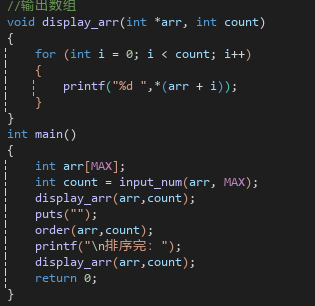 //输出数组
void display_arr(int *arr, int count)
{
    for (int i = 0; i < count; i++)
    {
        printf("%d ",*(arr + i));
    }
}
int main()
{
    int arr[MAX];
    int count = input_num(arr, MAX);
    display_arr(arr,count);
    puts("");
    order(arr,count);
    printf("\n排序完: ");
    display_arr(arr,count);
    return 0;
}